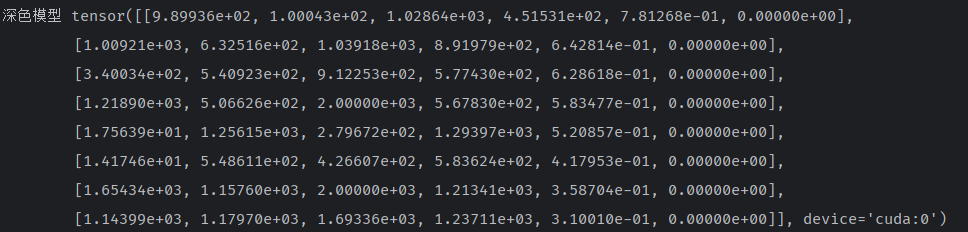 深色模型 tensor([[9.89936e+02, 1.00043e+02, 1.02864e+03, 4.51531e+02, 7.81268e-01, 0.00000e+00],
[1.00921e+03, 6.32516e+02, 1.03918e+03, 8.91979e+02, 6.42814e-01, 0.00000e+00],
[3.40034e+02, 5.40923e+02, 9.12253e+02, 5.77430e+02, 6.28618e-01, 0.00000e+00],
[1.21890e+03, 5.06626e+02, 2.00000e+03, 5.67830e+02, 5.83477e-01, 0.00000e+00],
[1.75639e+01, 1.25615e+03, 2.79672e+02, 1.29397e+03, 5.20857e-01, 0.00000e+00],
[1.41746e+01, 5.48611e+02, 4.26607e+02, 5.83624e+02, 4.17953e-01, 0.00000e+00],
[1.65434e+03, 1.15760e+03, 2.00000e+03, 1.21341e+03, 3.58704e-01, 0.00000e+00],
[1.14399e+03, 1.17970e+03, 1.69336e+03, 1.23711e+03, 3.10010e-01, 0.00000e+00]], device='cuda:0')